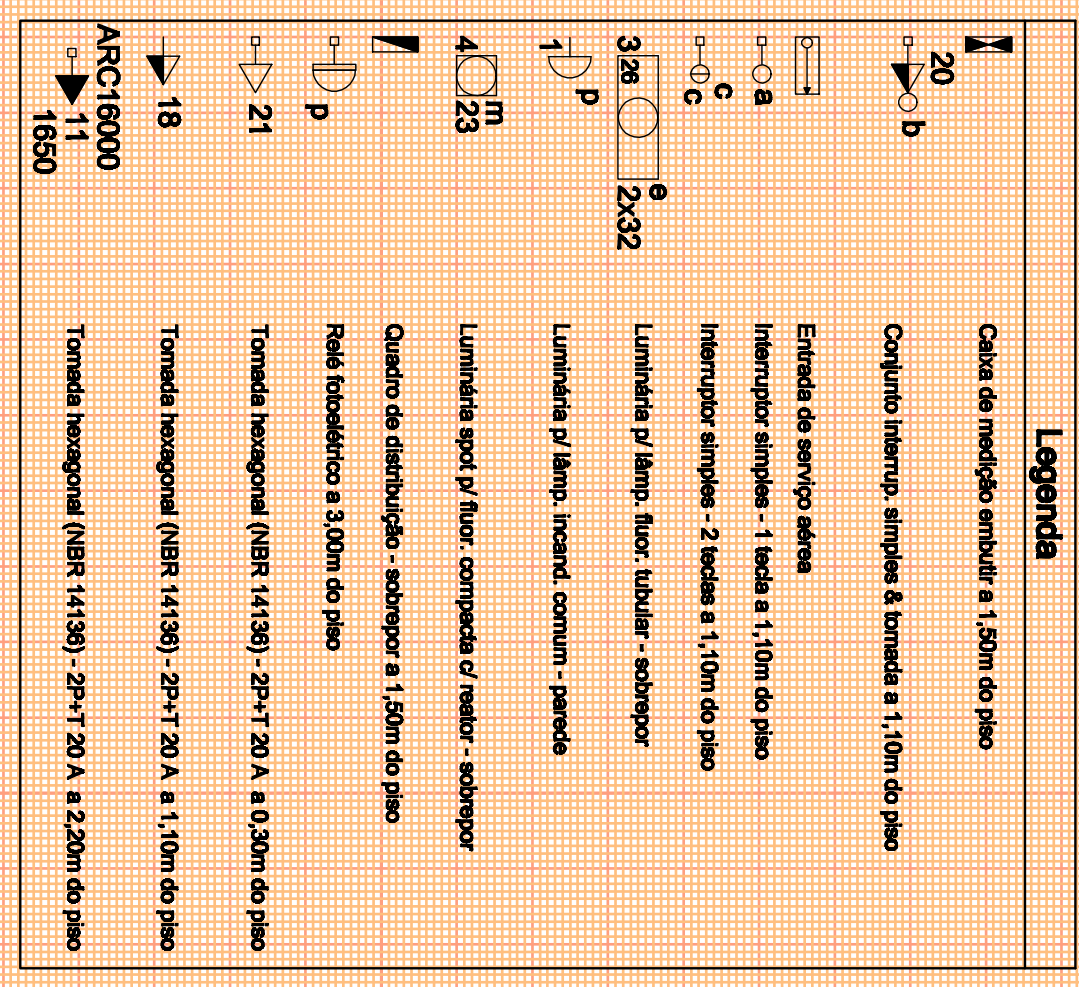 Legenda
Caixa de medição embutir a 1,50m do piso
20
b
Conjunto interrup. simples & tomada a 1,10m do piso
Entrada de serviço aérea
a
Interruptor simples - 1 tecla a 1,10m do piso
c
c
Interruptor simples - 2 teclas a 1,10m do piso
e
3 26
2x32
Luminária p/ lâmp. fluor. tubular - sobrepor
p
1
Luminária p/ lâmp. incand. comum - parede
m
4
23
Luminária spot p/ fluor. compacta c/ reator - sobrepor
Quadro de distribuição - sobrepor a 1,50m do piso
p
Relé fotoelétrico a 3,00m do piso
21
Tomada hexagonal (NBR 14136) - 2P+T 20 A a 0,30m do piso
18
Tomada hexagonal (NBR 14136) - 2P+T 20 A a 1,10m do piso
ARC16000
11
1650
Tomada hexagonal (NBR 14136) - 2P+T 20 A a 2,20m do piso